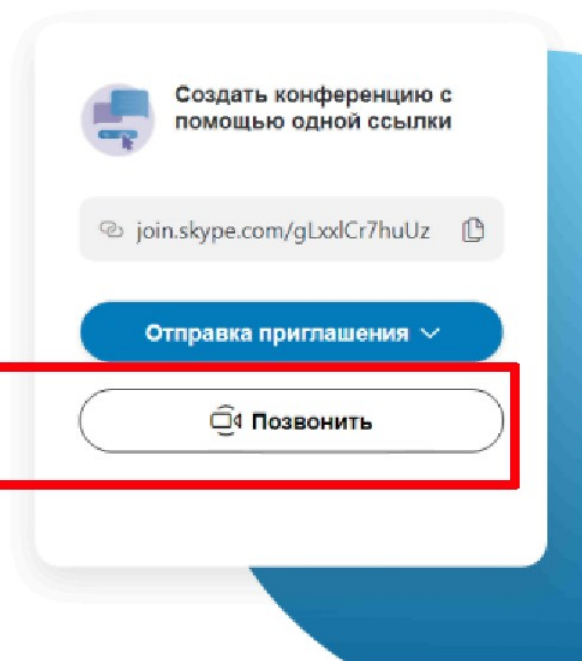 Создать конференцию с
помощью одной ссылки
join.skype.com/gLxxlCr7huUz
Отправка приглашения
Позвонить